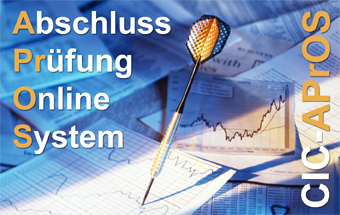 Abschluss
Prüfung
Online
System
CIC-APrOS